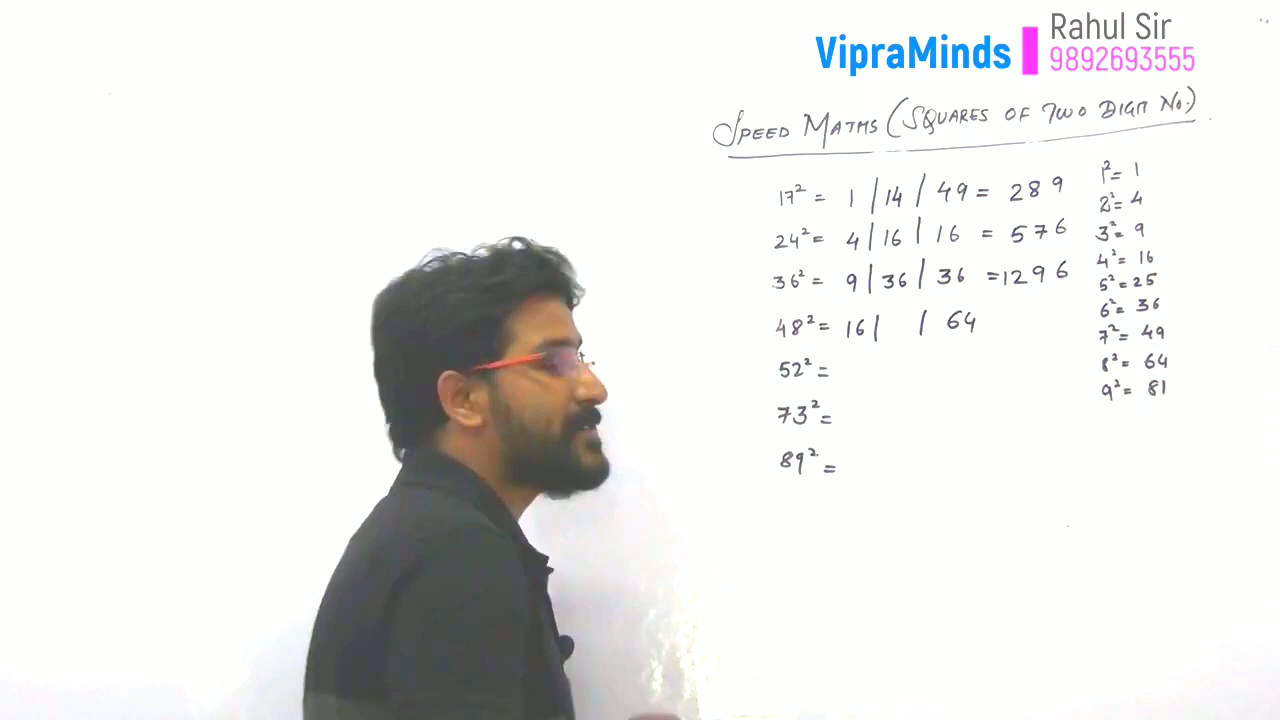 VipraMinds
Rahul Sir
9892693555
SPEED MATHS (SQUARES OF TWO DIGIT NO.)
17² = 1 / 14 / 49 = 289
24² = 4 / 16 / 16 = 576
36² = 9 / 36 / 36 = 1296
48² = 16 / / 64
52² =
73² =
89² =
1² = 1
2² = 4
3² = 9
4² = 16
5² = 25
6² = 36
7² = 49
8² = 64
9² = 81